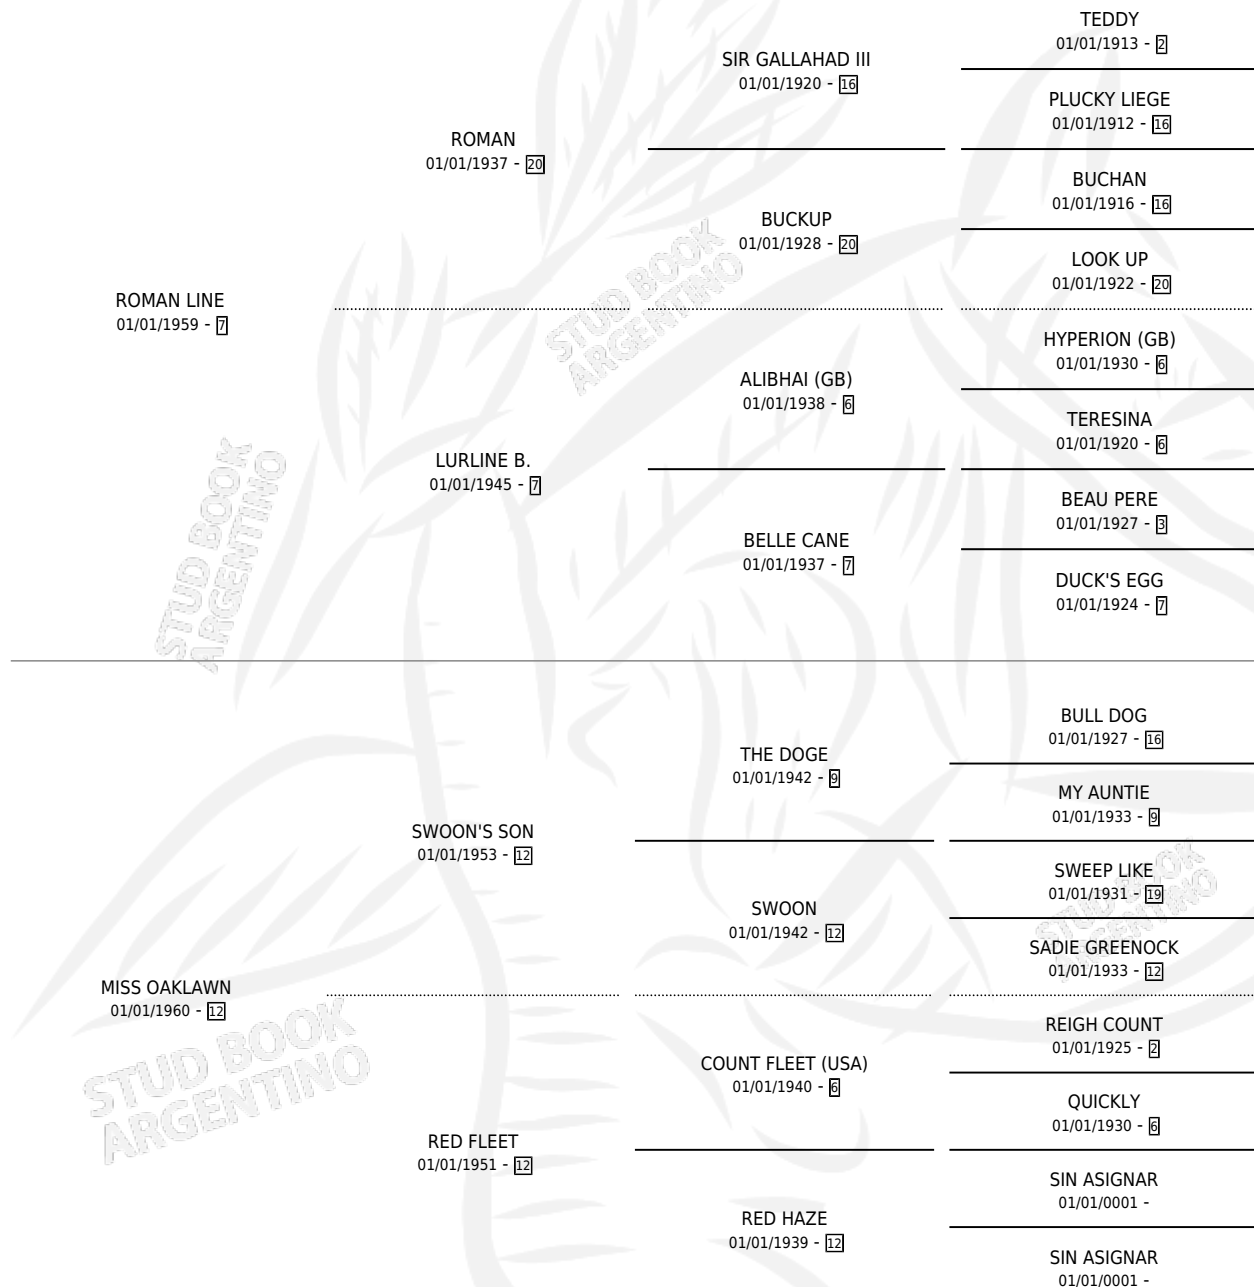 TEDDY
01/01/1913 - 2
SIR GALLAHAD III
01/01/1920 - 16
PLUCKY LIEGE
01/01/1912 - 16
ROMAN
01/01/1937 - 20
BUCHAN
01/01/1916 - 16
BUCKUP
01/01/1928 - 20
LOOK UP
01/01/1922 - 20
ROMAN LINE
01/01/1959 - 7
HYPERION (GB)
01/01/1930 - 6
ALIBHAI (GB)
01/01/1938 - 6
TERESINA
01/01/1920 - 6
LURLINE B.
01/01/1945 - 7
BEAU PERE
01/01/1927 - 3
BELLE CANE
01/01/1937 - 7
DUCK'S EGG
01/01/1924 - 7
STUD BOOK
ARGENTINO
STUD BOOK
ARGENTINO
BULL DOG
01/01/1927 - 16
THE DOGE
01/01/1942 - 9
MY AUNTIE
01/01/1933 - 9
SWOON'S SON
01/01/1953 - 12
SWEEP LIKE
01/01/1931 - 19
SWOON
01/01/1942 - 12
SADIE GREENOCK
01/01/1933 - 12
MISS OAKLAWN
01/01/1960 - 12
REIGH COUNT
01/01/1925 - 2
COUNT FLEET (USA)
01/01/1940 - 6
QUICKLY
01/01/1930 - 6
RED FLEET
01/01/1951 - 12
SIN ASIGNAR
01/01/0001 -
RED HAZE
01/01/1939 - 12
SIN ASIGNAR
01/01/0001 -
STUD BOOK
ARGENTINO
STUD BOOK
ARGENTINO